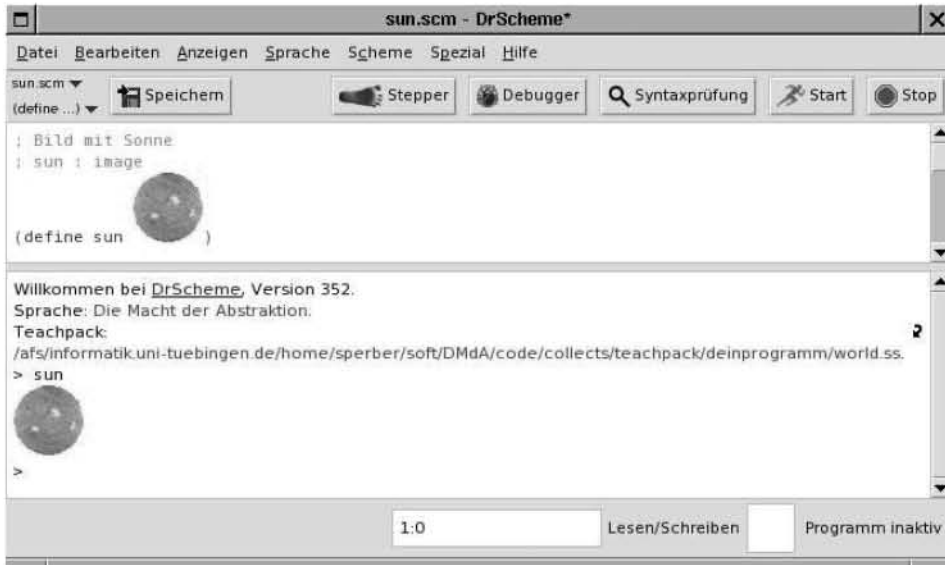 sun.scm - DrScheme*
Datei Bearbeiten Anzeigen Sprache Scheme Spezial Hilfe
sun.scm
(define ...)
Speichern Stepper Debugger Syntaxprüfung Start Stop
; Bild mit Sonne
; sun : image
(define sun )
Willkommen bei DrScheme, Version 352.
Sprache: Die Macht der Abstraktion.
Teachpack:
/afs/informatik.uni-tuebingen.de/home/sperber/soft/DMdA/code/collects/teachpack/deinprogramm/world.ss.
> sun
>
1:0 Lesen/Schreiben Programm inaktiv